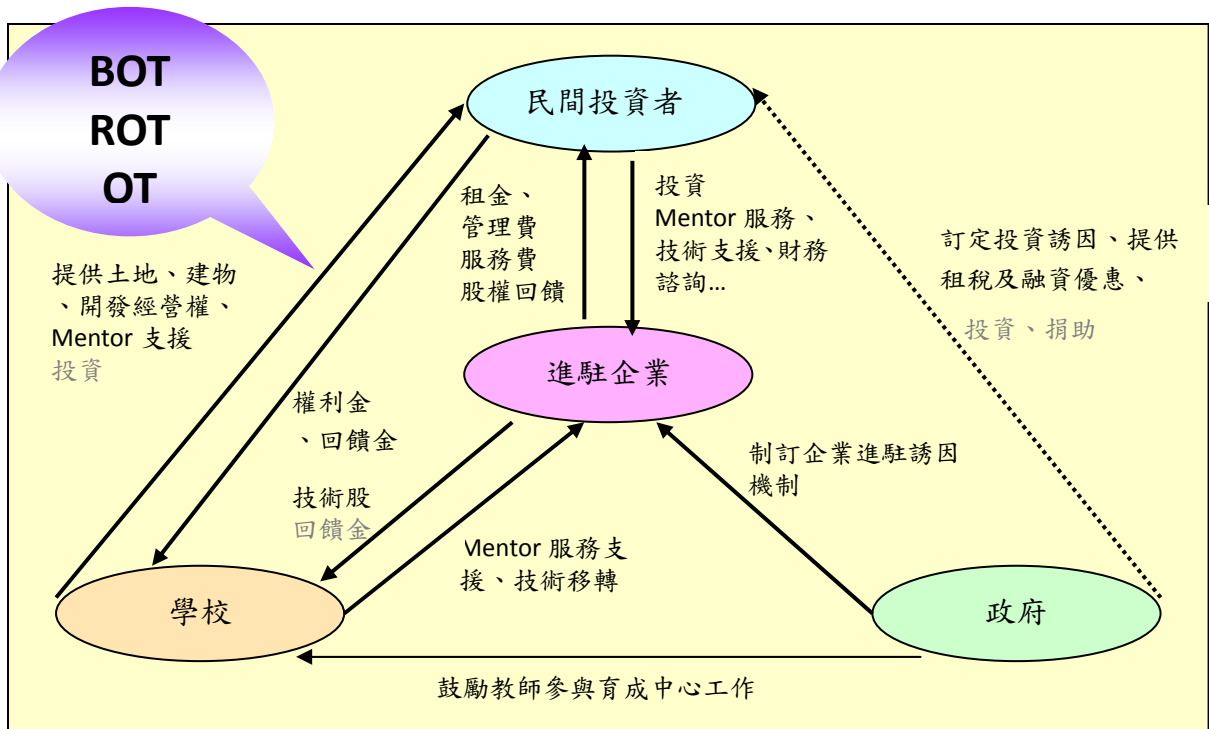 BOT
ROT
OT
民間投資者
租金、
管理費
服務費
股權回饋
投資
Mentor 服務、
技術支援、財務
諮詢…
訂定投資誘因、提供
租稅及融資優惠、
投資、捐助
提供土地、建物
、開發經營權、
Mentor 支援
投資
進駐企業
權利金
、回饋金
制訂企業進駐誘因
機制
技術股
回饋金
Mentor 服務支
援、技術移轉
學校
政府
鼓勵教師參與育成中心工作